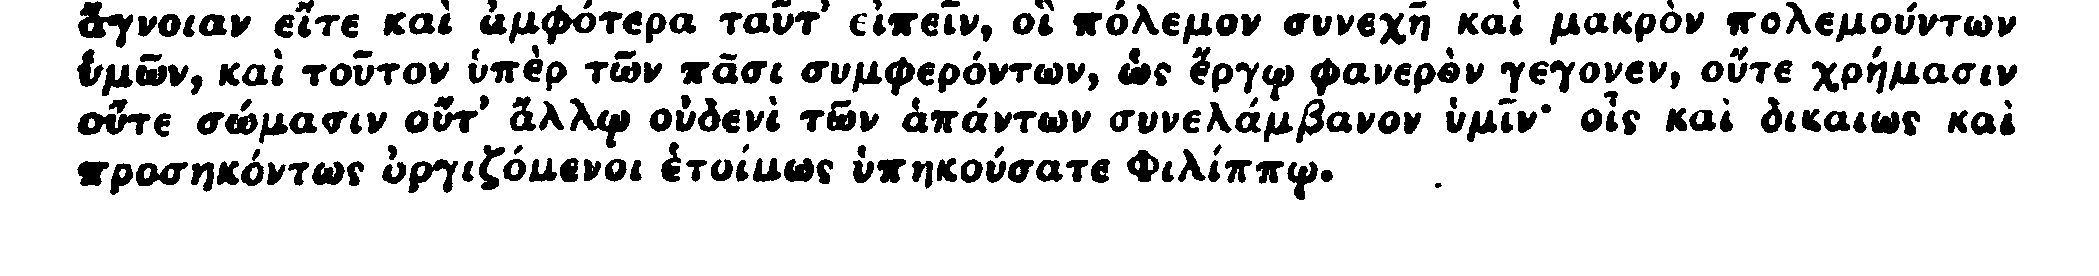 ἄγνοιαν εἴτε καὶ ἀμφότερα ταῦτ’ εἰπεῖν, οἳ πόλεμον συνεχῆ καὶ μακρὸν πολεμούντων
ὑμῶν, καὶ τοῦτον ὑπὲρ τῶν πᾶσι συμφερόντων, ὡς ἔργῳ φανερὸν γέγονεν, οὔτε χρήμασιν
οὔτε σώμασιν οὔτ’ ἄλλῳ οὐδενὶ τῶν ἁπάντων συνελάμβανον ὑμῖν· οἷς καὶ δικαιως καὶ
προσηκόντως ὀργιζόμενοι ἑτοίμως ὑπηκούσατε Φιλίππῳ.